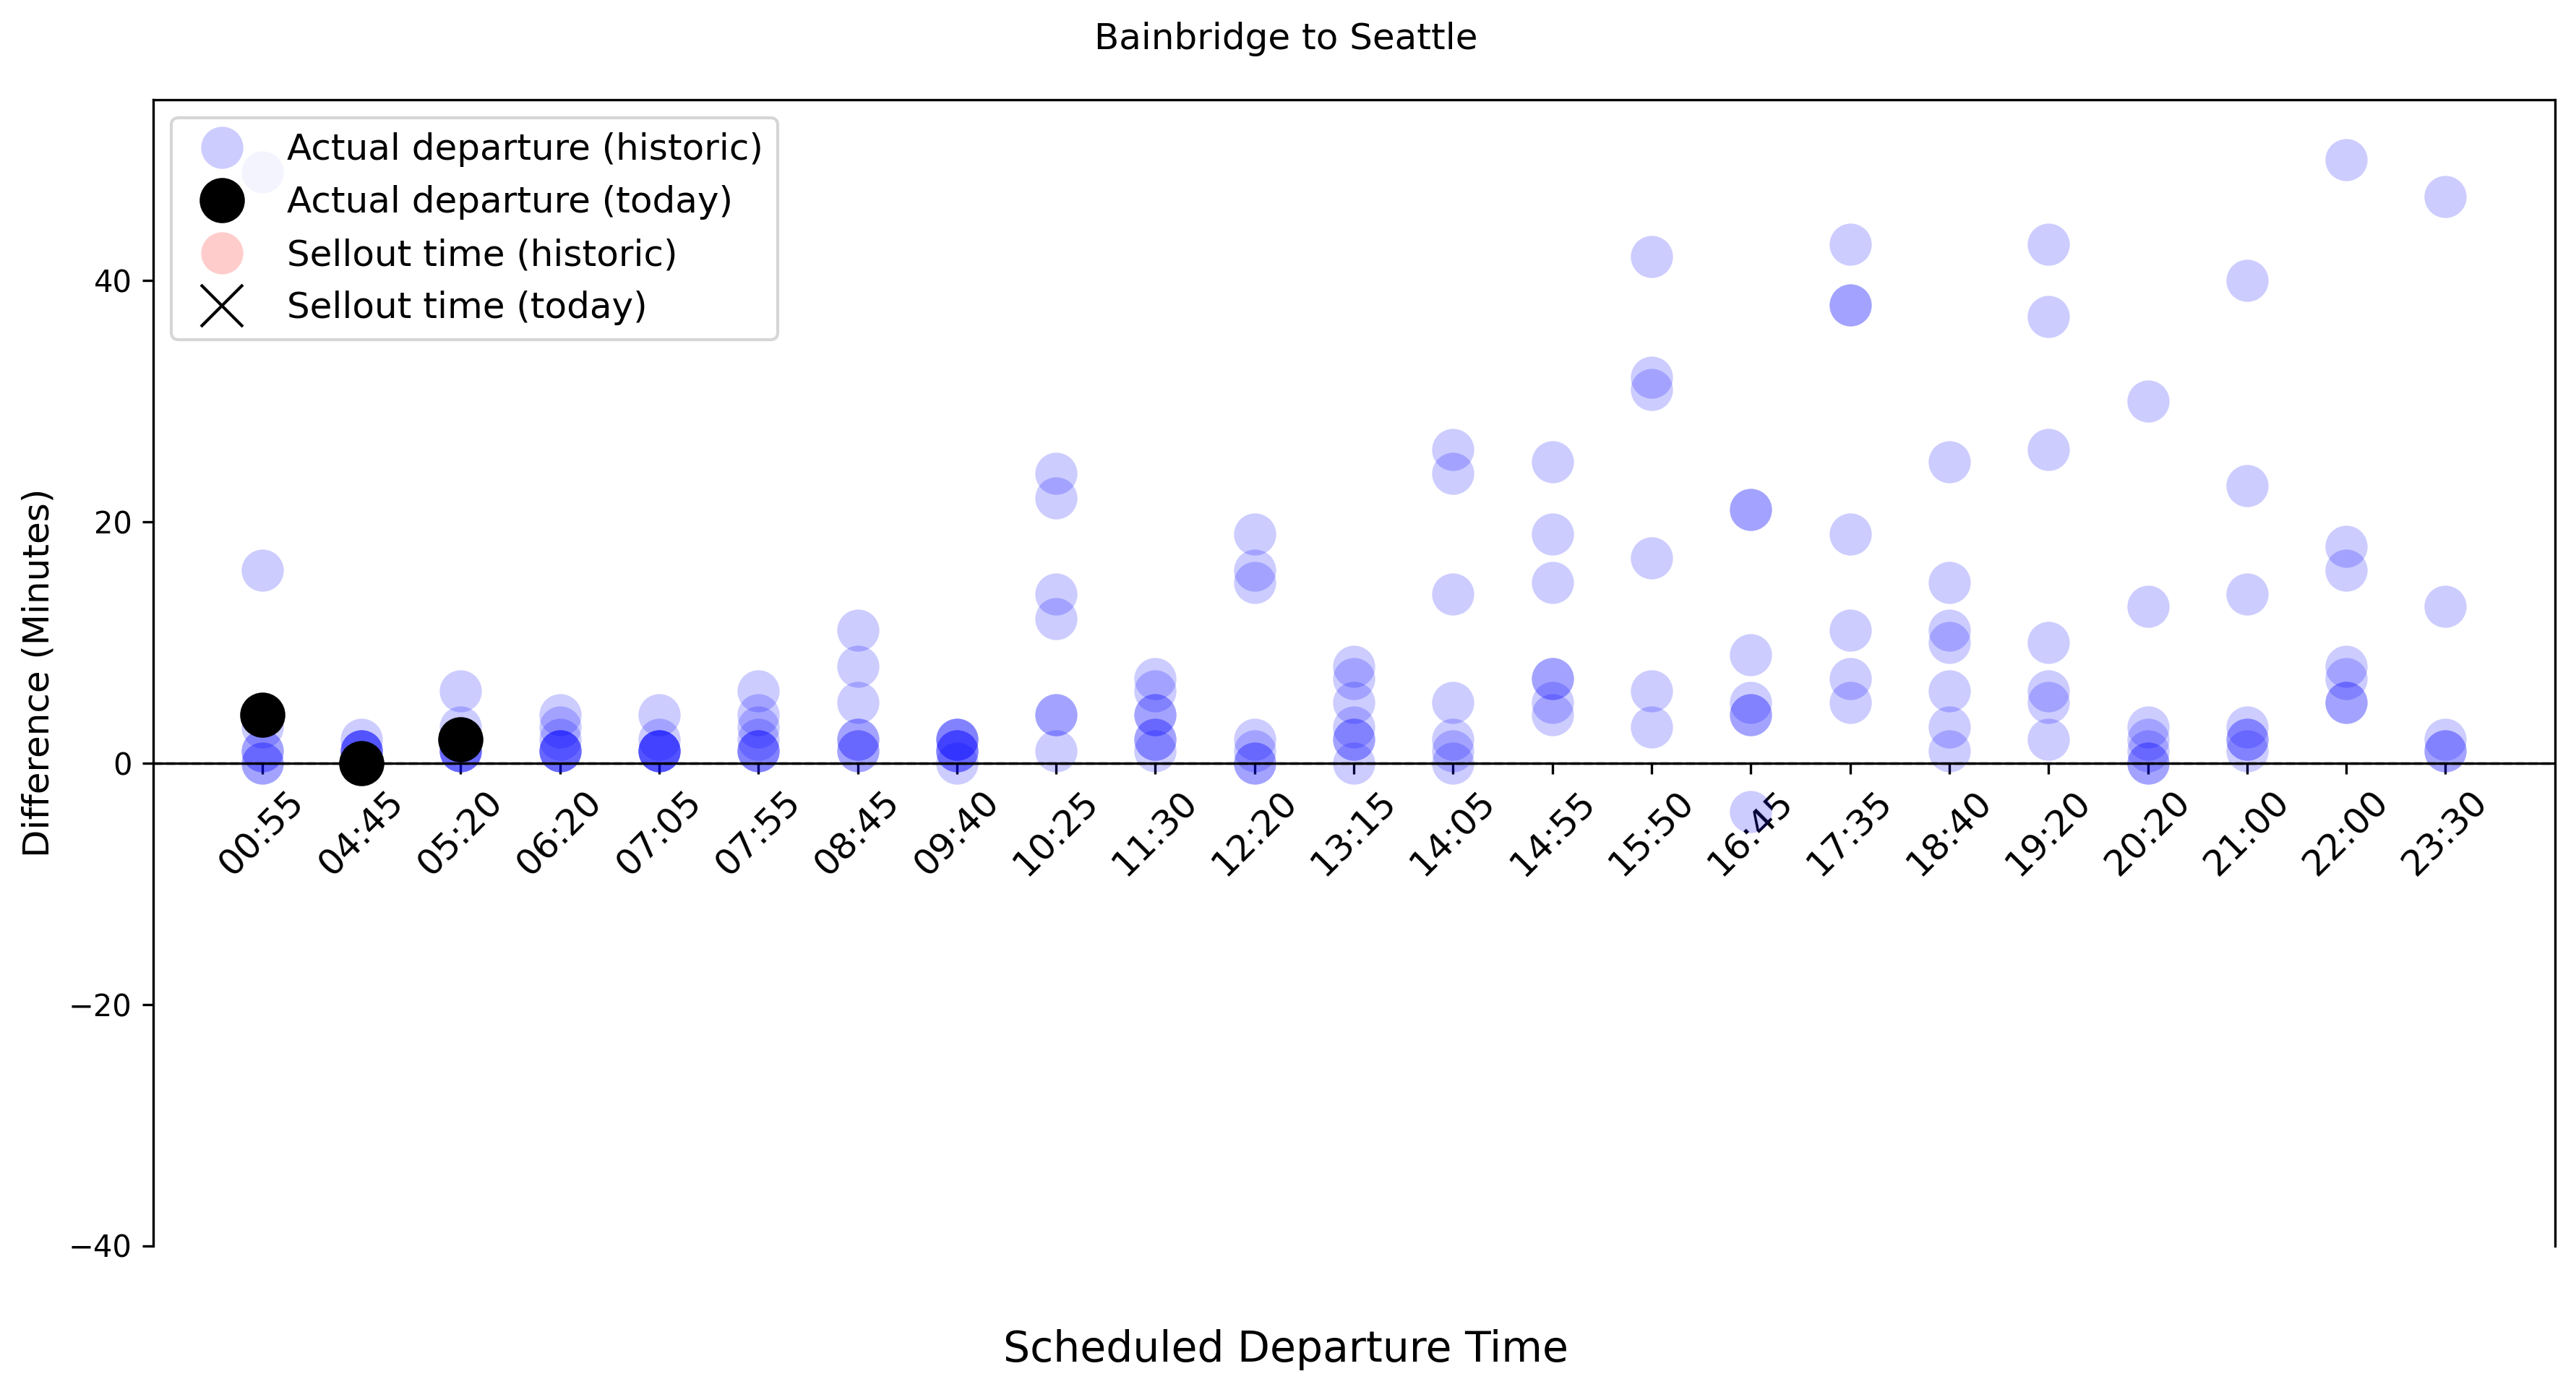 Bainbridge to Seattle
Actual departure (historic)
Actual departure (today)
Sellout time (historic)
Sellout time (today)
Difference (Minutes)
40
20
0
−20
−40
00:55 04:45 05:20 06:20 07:05 07:55 08:45 09:40 10:25 11:30 12:20 13:15 14:05 14:55 15:50 16:45 17:35 18:40 19:20 20:20 21:00 22:00 23:30
Scheduled Departure Time